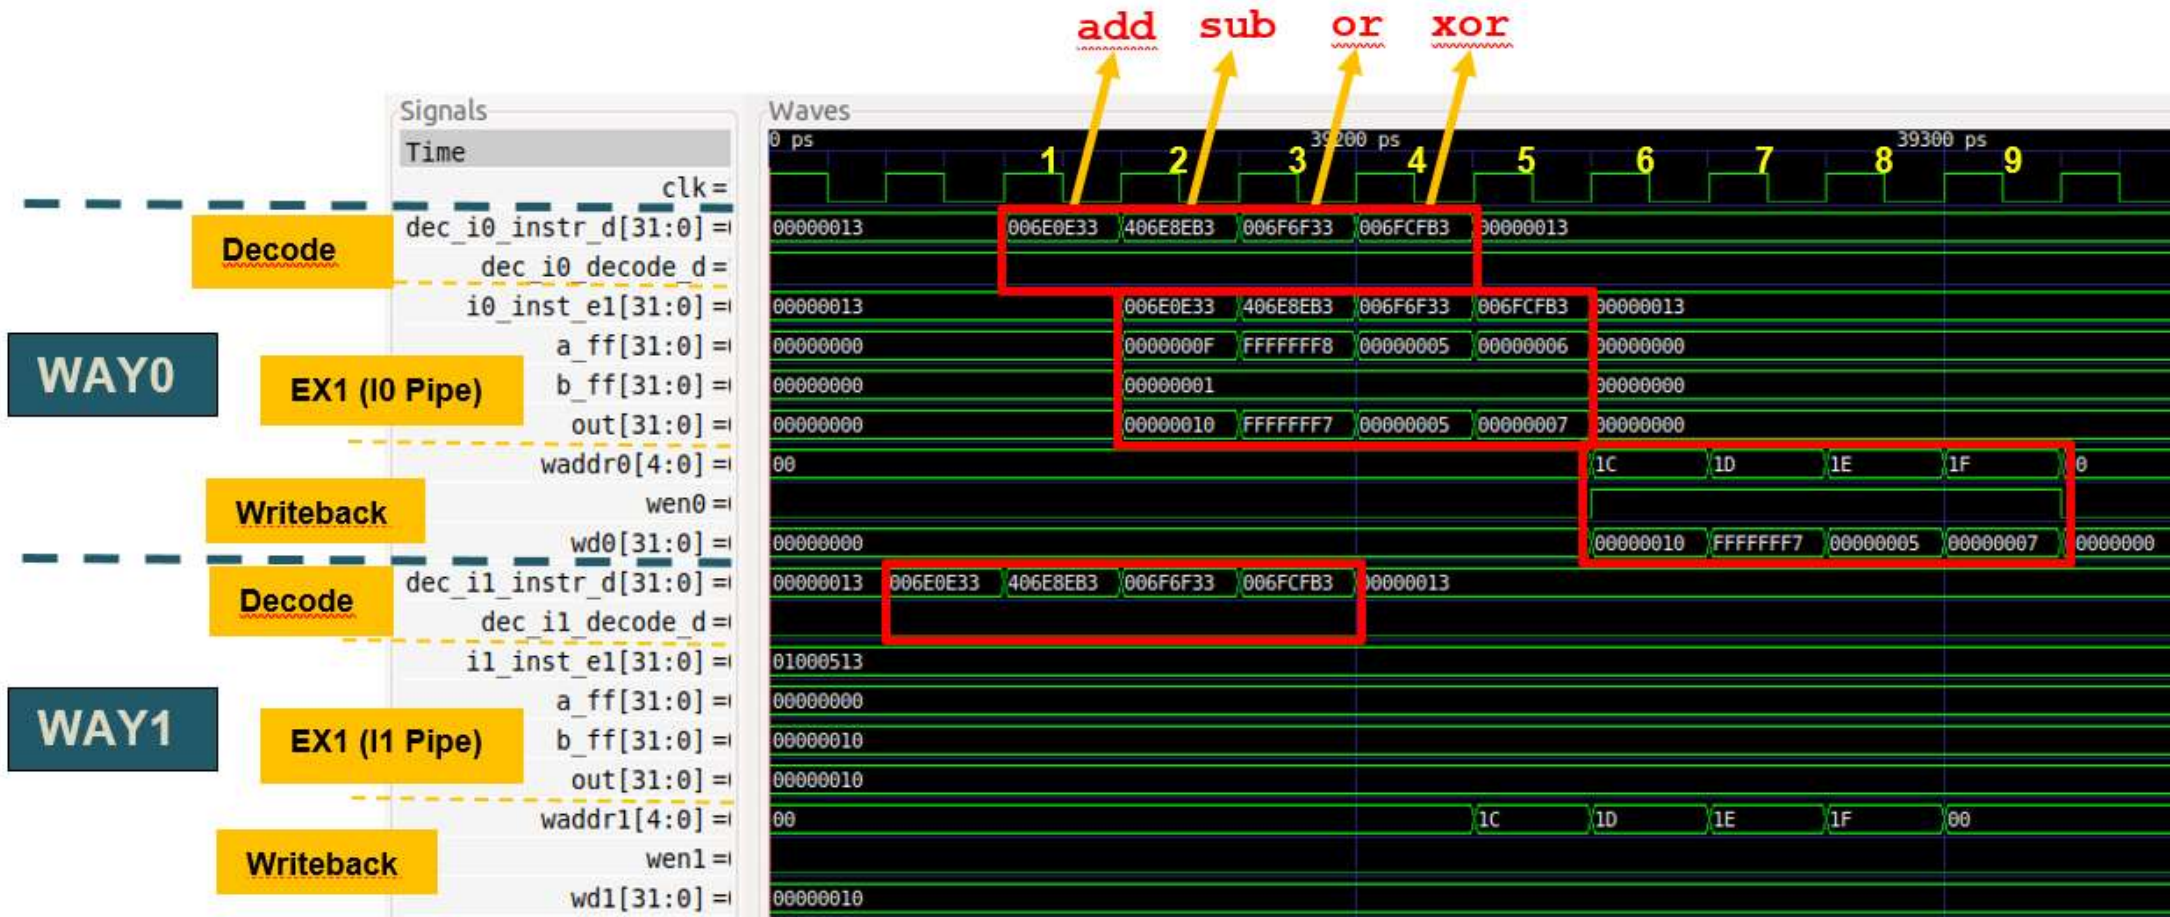 add sub or xor
Signals
Waves
Time
0 ps 39200 ps 39300 ps
1 2 3 4 5 6 7 8 9
clk=
WAY0
Decode
dec_i0_instr_d[31:0] = 00000013 006E0E33 406E8EB3 006F6F33 006FCFB3 00000013
dec_i0_decode_d =
EX1 (I0 Pipe)
i0_inst_e1[31:0] = 00000013 006E0E33 406E8EB3 006F6F33 006FCFB3 00000013
a_ff[31:0] = 00000000 0000000F FFFFFFF8 00000005 00000006 00000000
b_ff[31:0] = 00000000 00000001 00000000
out[31:0] = 00000000 00000010 FFFFFFF7 00000005 00000007 00000000
Writeback
waddr0[4:0] = 00 1C 1D 1E 1F 0
wen0 =
wd0[31:0] = 00000000 00000010 FFFFFFF7 00000005 00000007 0000000
WAY1
Decode
dec_i1_instr_d[31:0] = 00000013 006E0E33 406E8EB3 006F6F33 006FCFB3 00000013
dec_i1_decode_d =
EX1 (I1 Pipe)
i1_inst_e1[31:0] = 01000513
a_ff[31:0] = 00000000
b_ff[31:0] = 00000010
out[31:0] = 00000010
Writeback
waddr1[4:0] = 00 1C 1D 1E 1F 00
wen1 =
wd1[31:0] = 00000010